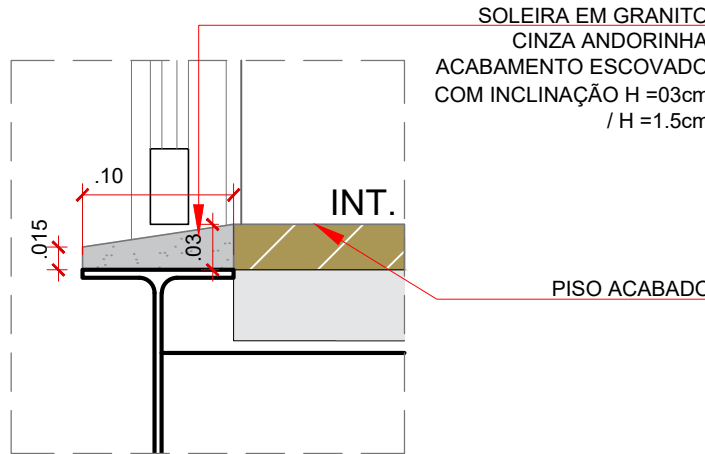 SOLEIRA EM GRANITO
CINZA ANDORINHA
ACABAMENTO ESCOVADO
COM INCLINAÇÃO H =03cm
/ H =1.5cm
.10
INT.
.015
.03
PISO ACABADO